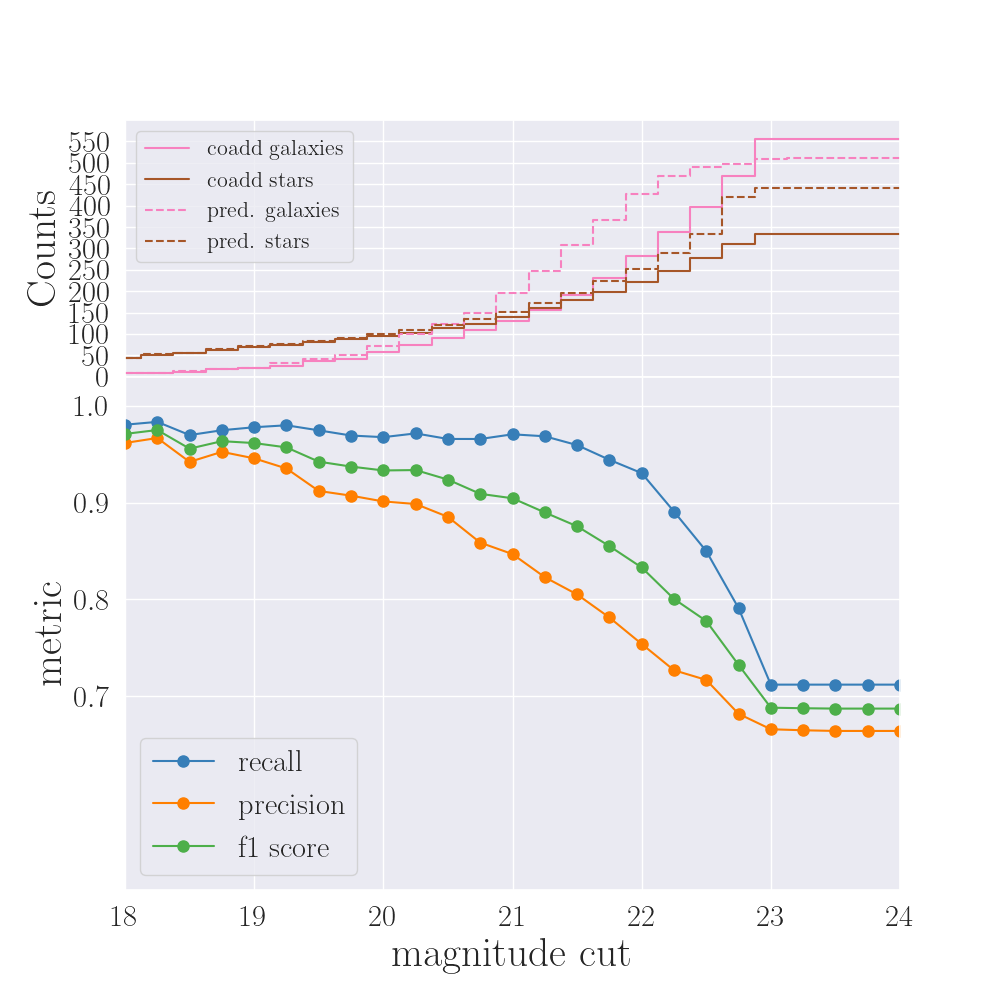 Counts
550
500
450
400
350
300
250
200
150
100
50
0
coadd galaxies
coadd stars
pred. galaxies
pred. stars
metric
1.0
0.9
0.8
0.7
recall
precision
f1 score
18 19 20 21 22 23 24
magnitude cut